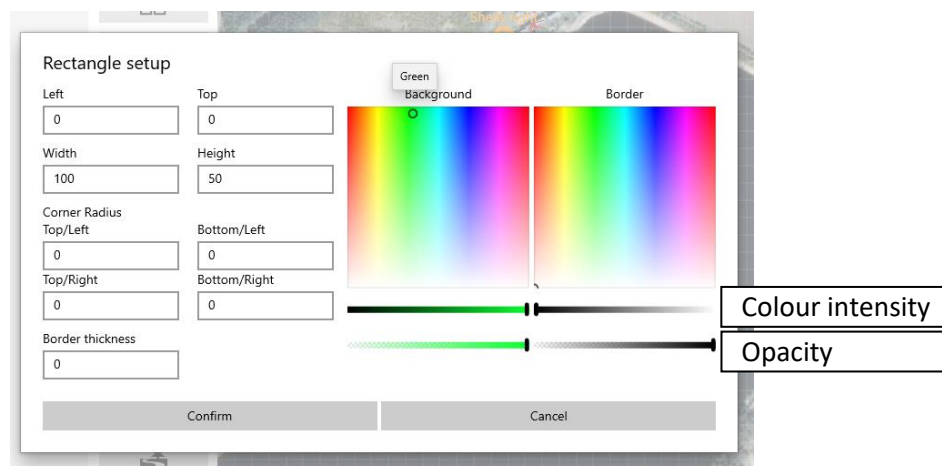 Rectangle setup
Green
Left
Top
Background
Border
0
0
Width
Height
100
50
Corner Radius
Top/Left
Bottom/Left
0
0
Top/Right
Bottom/Right
0
0
Colour intensity
Border thickness
Opacity
0
Confirm
Cancel